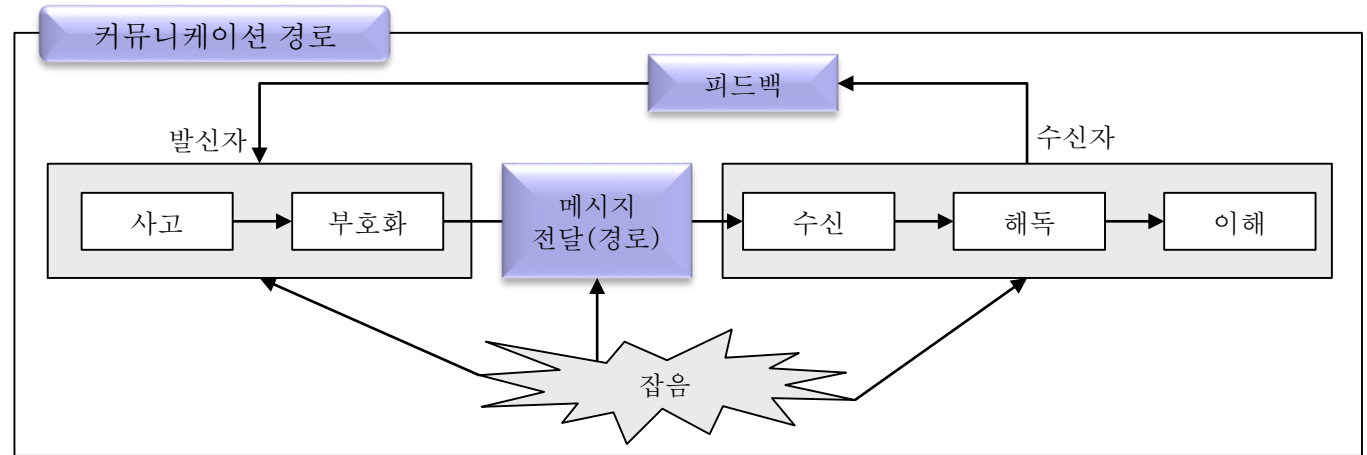 커뮤니케이션 경로
피드백
발신자
수신자
사고
부호화
메시지
전달(경로)
수신
해독
이해
잡음